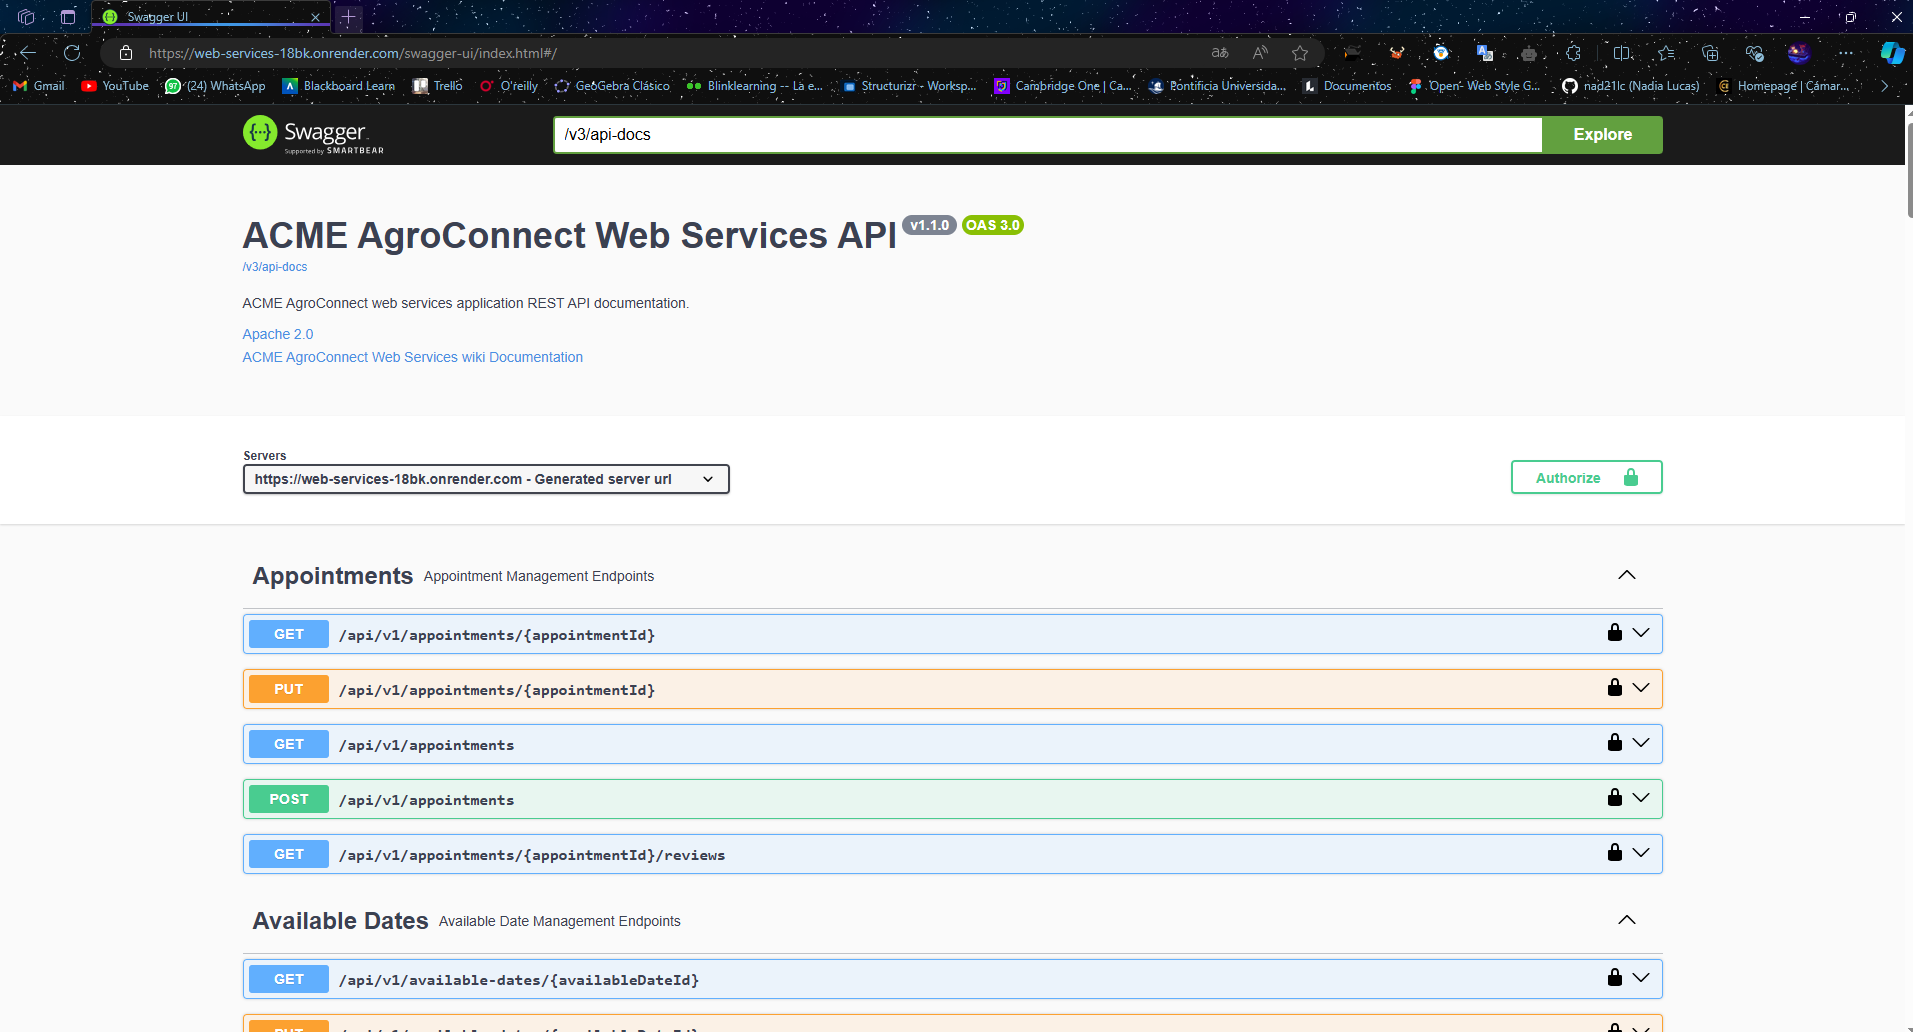 Swagger UI
https://web-services-18bk.onrender.com/swagger-ui/index.html#/
Gmail
YouTube
(24) WhatsApp
Blackboard Learn
Trello
O'reilly
GeoGebra Clásico
Blinklearning -- La e...
Structurizr - Worksp...
Cambridge One | Ca...
Pontificia Universida...
Documentos
Open- Web Style G...
nad21lc (Nadia Lucas)
Homepage | Cámar...
Swagger
Supported by SMARTBEAR
/v3/api-docs
Explore
ACME AgroConnect Web Services API v1.1.0 OAS 3.0
/v3/api-docs
ACME AgroConnect web services application REST API documentation.
Apache 2.0
ACME AgroConnect Web Services wiki Documentation
Servers
https://web-services-18bk.onrender.com - Generated server url
Authorize
Appointments Appointment Management Endpoints
GET /api/v1/appointments/{appointmentId}
PUT /api/v1/appointments/{appointmentId}
GET /api/v1/appointments
POST /api/v1/appointments
GET /api/v1/appointments/{appointmentId}/reviews
Available Dates Available Date Management Endpoints
GET /api/v1/available-dates/{availableDateId}
PUT /api/v1/available-dates/{availableDateId}